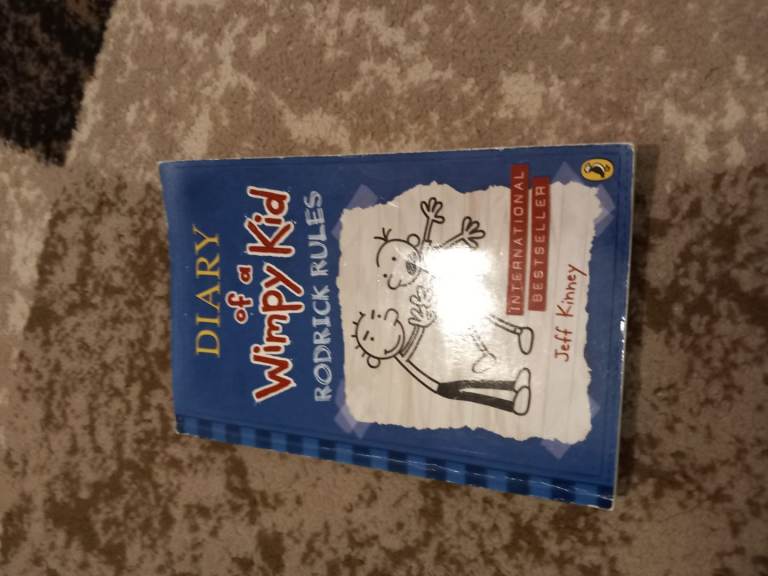 DIARY
of a
Wimpy Kid
RODRICK RULES
INTERNATIONAL
BESTSELLER
Jeff Kinney